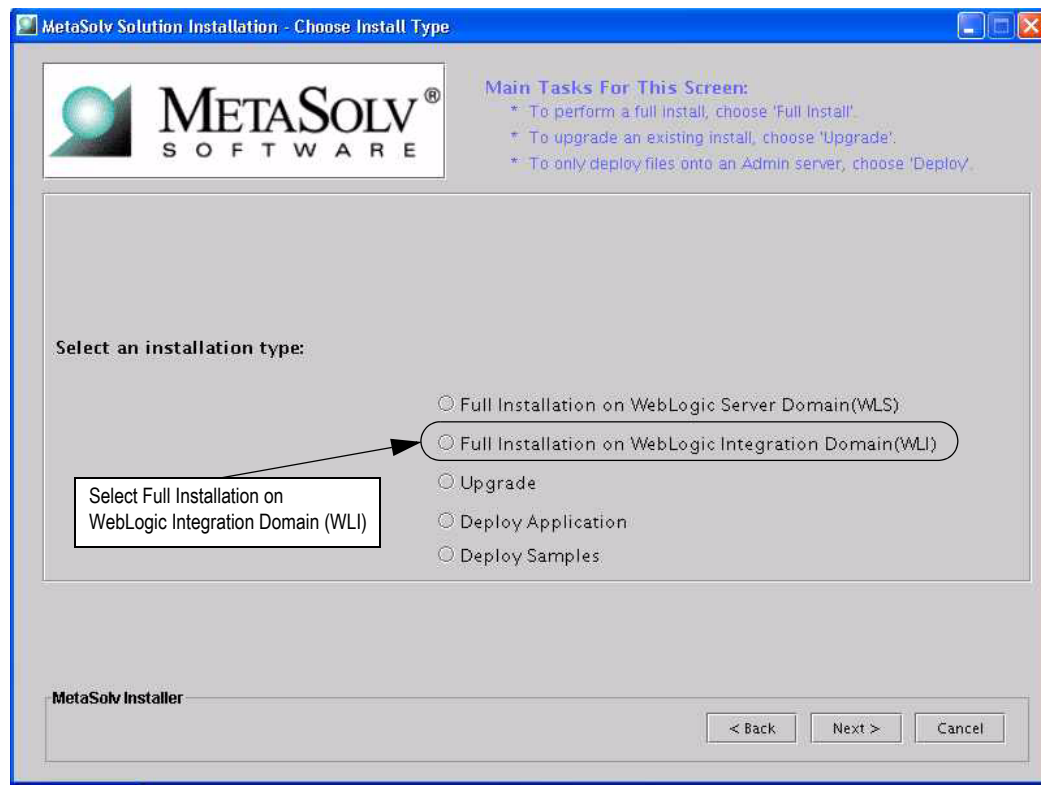 MetaSolv Solution Installation - Choose Install Type
METASOLV®
SOFTWARE
Main Tasks For This Screen:
* To perform a full install, choose 'Full Install'.
* To upgrade an existing install, choose 'Upgrade'.
* To only deploy files onto an Admin server, choose 'Deploy'.
Select an installation type:
Full Installation on WebLogic Server Domain(WLS)
Full Installation on WebLogic Integration Domain(WLI)
Upgrade
Deploy Application
Deploy Samples
Select Full Installation on
WebLogic Integration Domain (WLI)
MetaSolv Installer
< Back
Next >
Cancel